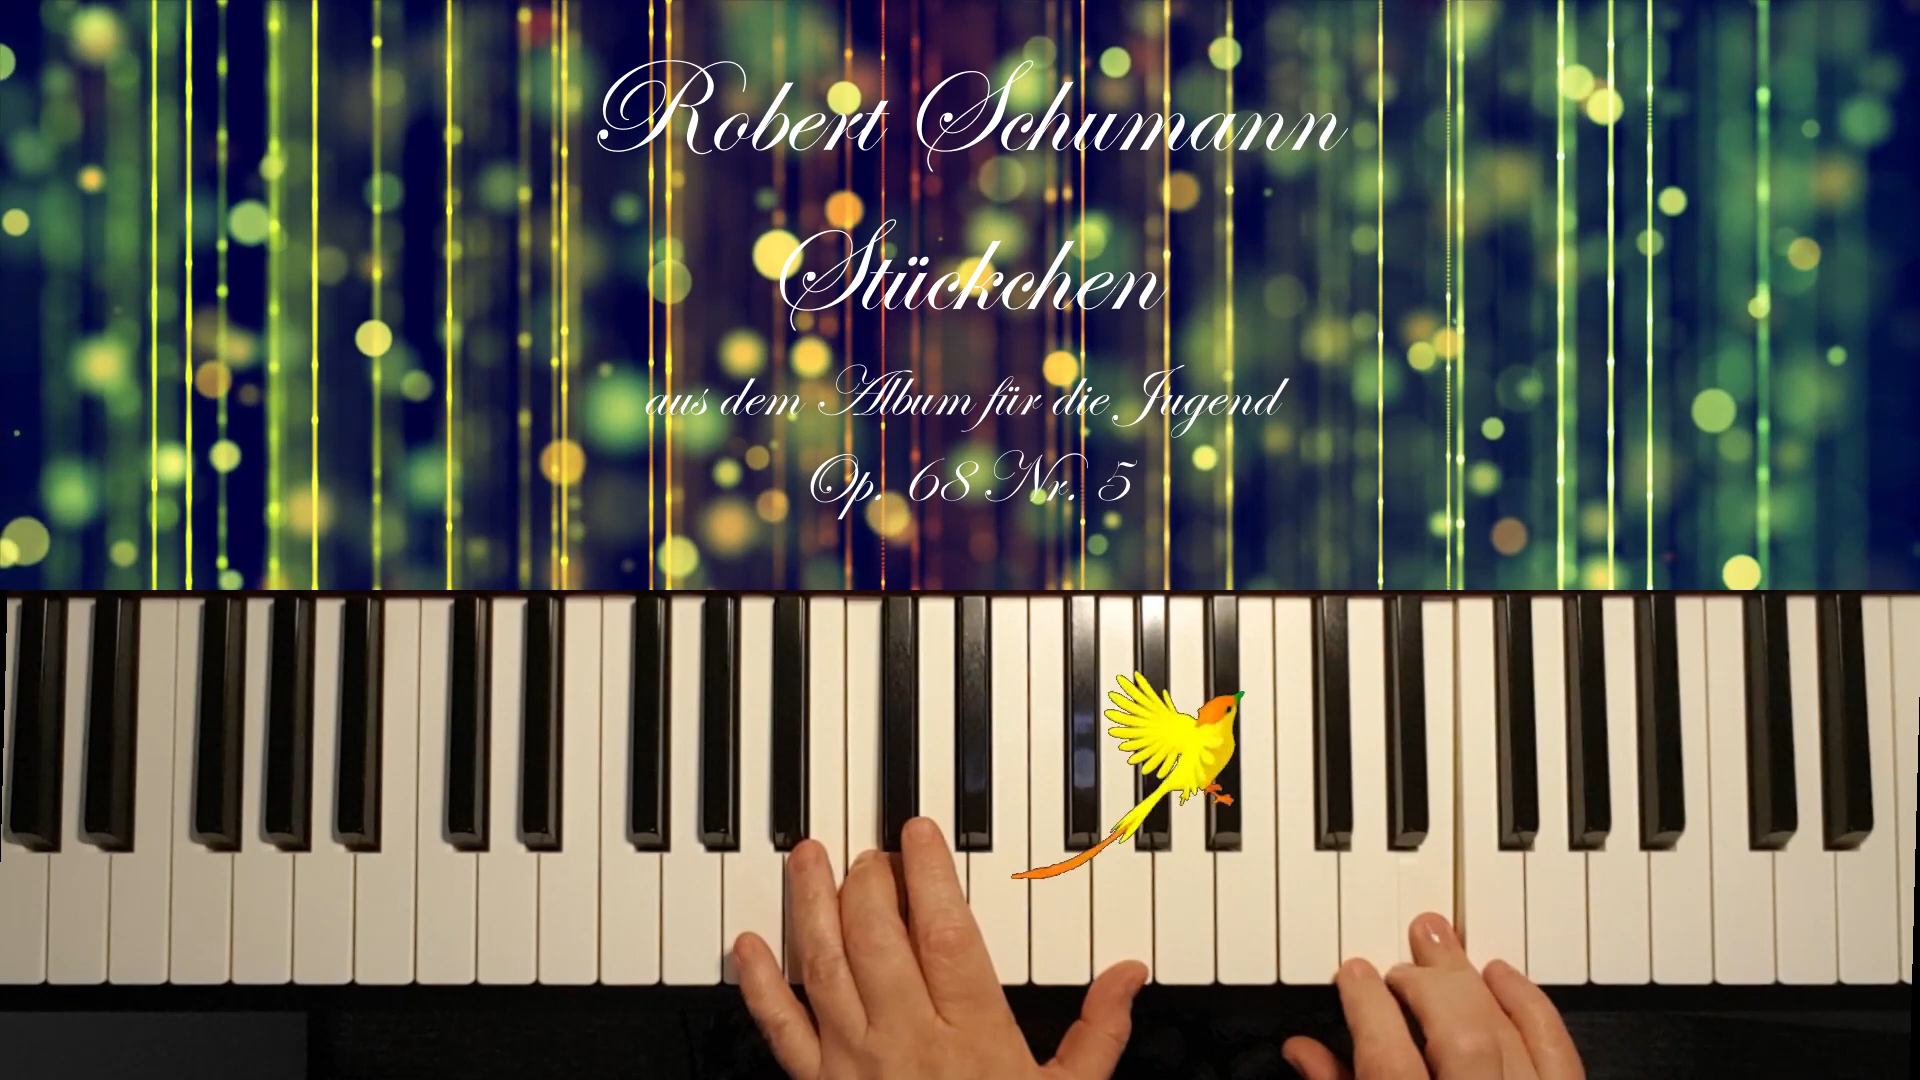 Robert Schumann
Stückchen
aus dem Album für die Jugend
Op. 68 Nr. 5